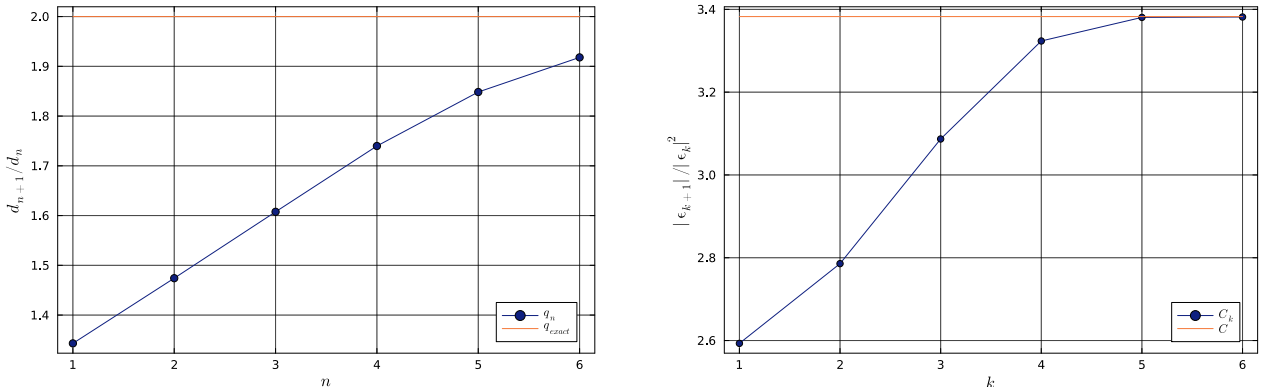 2.0
1.9
1.8
1.7
1.6
1.5
1.4
d_{n+1}/d_n
1 2 3 4 5 6
n
q_n
q_{exact}
3.4
3.2
3.0
2.8
2.6
|ϵ_{k+1}|/|ϵ_k|^2
1 2 3 4 5 6
k
C_k
C